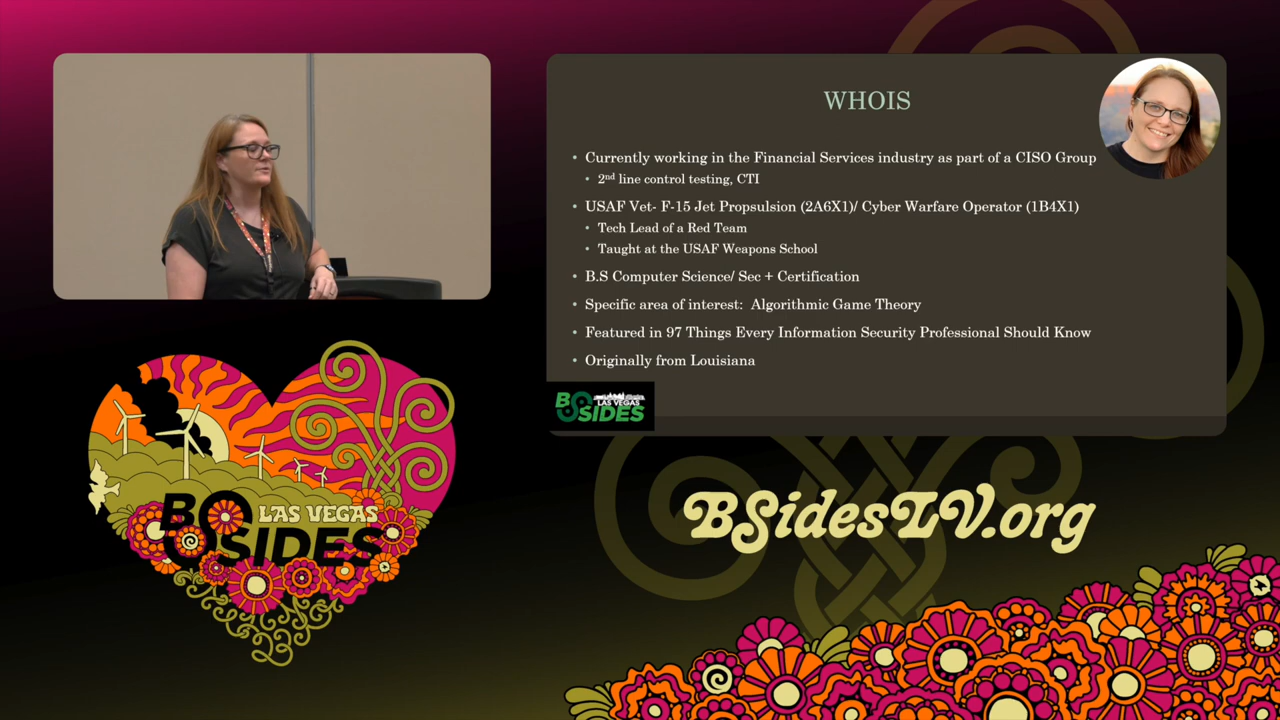 WHOIS
• Currently working in the Financial Services industry as part of a CISO Group
• 2nd line control testing, CTI
• USAF Vet- F-15 Jet Propsulsion (2A6X1)/ Cyber Warfare Operator (1B4X1)
• Tech Lead of a Red Team
• Taught at the USAF Weapons School
• B.S Computer Science/ Sec + Certification
• Specific area of interest: Algorithmic Game Theory
• Featured in 97 Things Every Information Security Professional Should Know
• Originally from Louisiana
B
LAS VEGAS
SIDES
B
LAS VEGAS
SIDES
BSidesLV.org